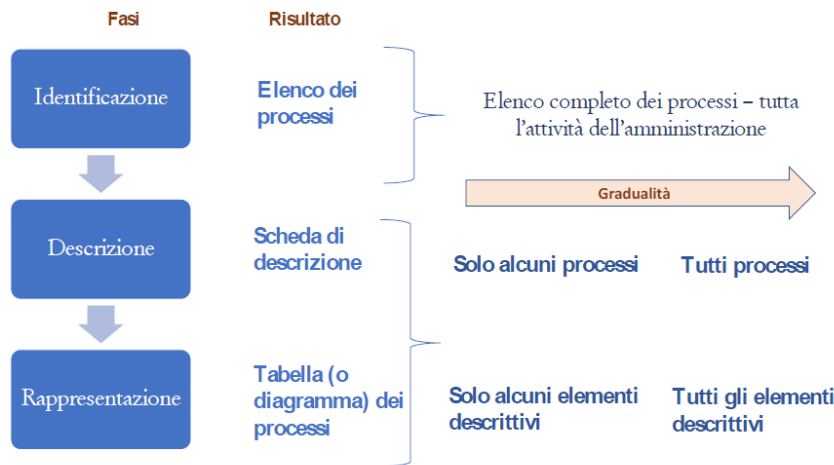 Fasi
Risultato
Identificazione
Elenco dei
processi
Elenco completo dei processi – tutta
l'attività dell'amministrazione
Gradualità
Descrizione
Scheda di
descrizione
Solo alcuni processi
Tutti processi
Rappresentazione
Tabella (o
diagramma) dei
processi
Solo alcuni elementi
descrittivi
Tutti gli elementi
descrittivi